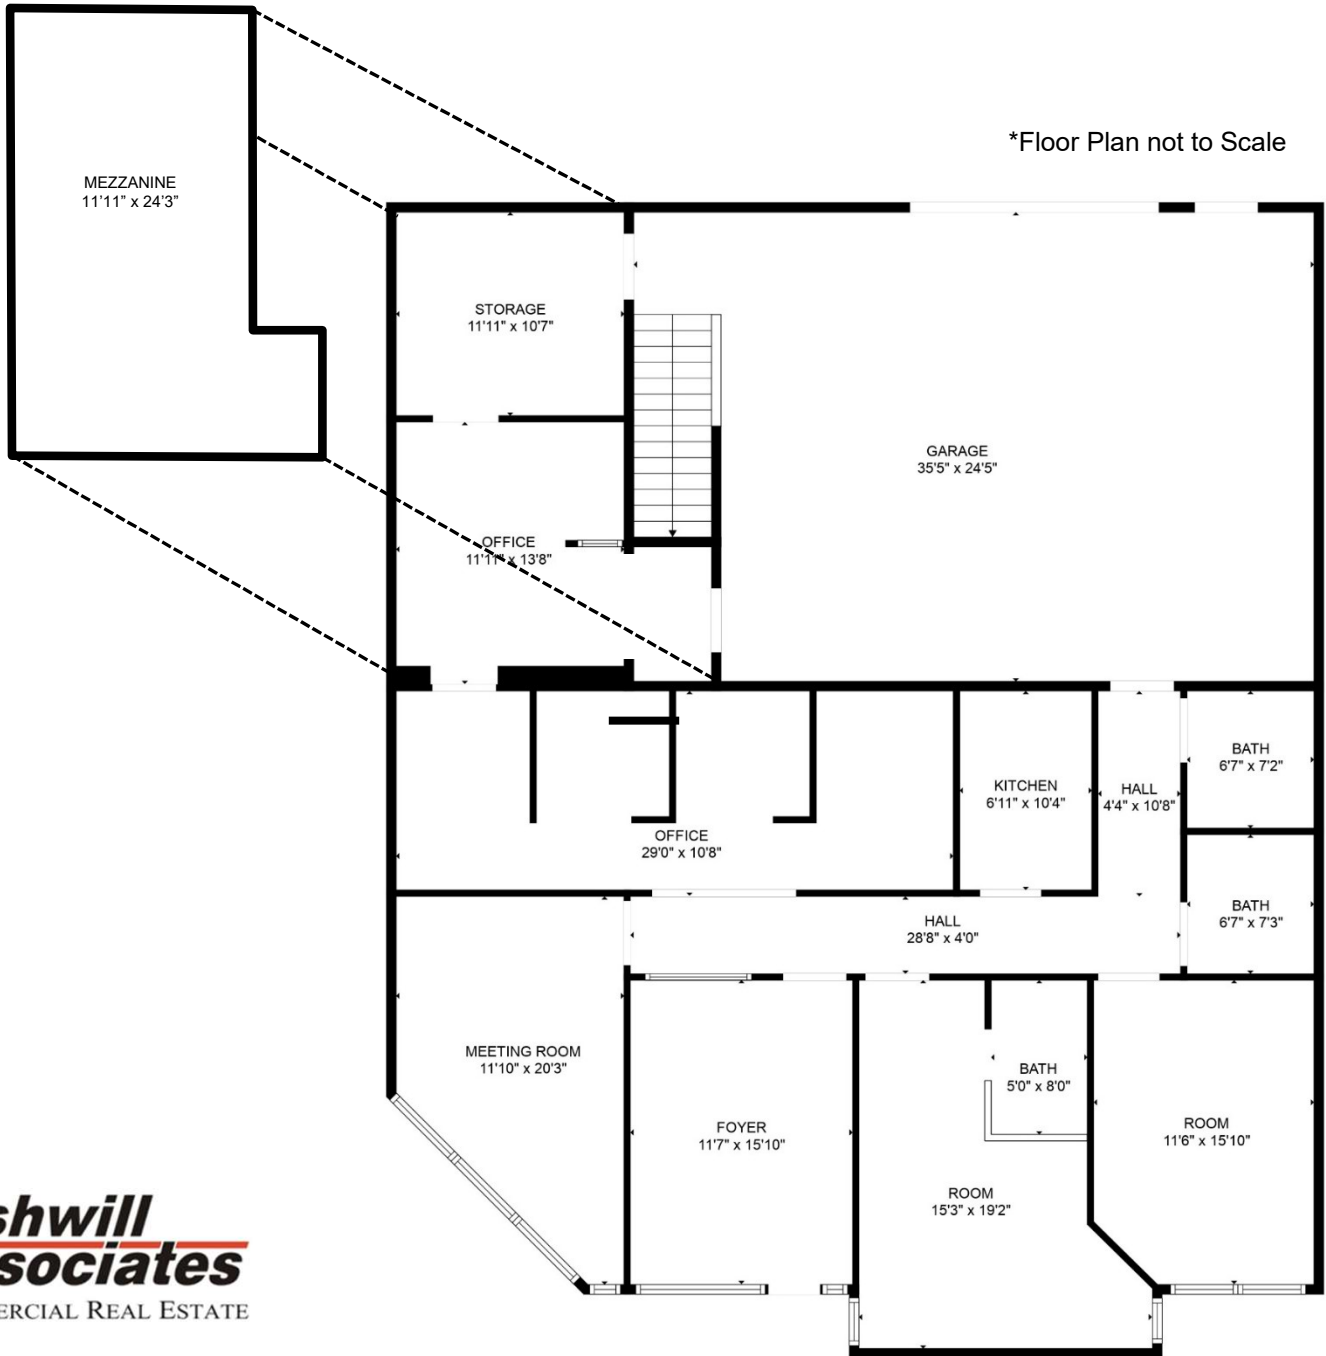 *Floor Plan not to Scale
MEZZANINE
11'11" x 24'3"
STORAGE
11'11" x 10'7"
GARAGE
35'5" x 24'5"
OFFICE
11'11" x 13'8"
BATH
6'7" x 7'2"
KITCHEN
6'11" x 10'4"
HALL
4'4" x 10'8"
OFFICE
29'0" x 10'8"
BATH
6'7" x 7'3"
HALL
28'8" x 4'0"
MEETING ROOM
11'10" x 20'3"
BATH
5'0" x 8'0"
FOYER
11'7" x 15'10"
ROOM
11'6" x 15'10"
ROOM
15'3" x 19'2"
shwill
sociates
ERCIAL REAL ESTATE